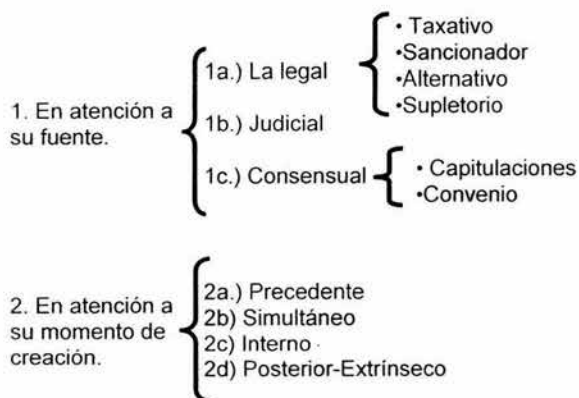 1. En atención a
su fuente.
1a.) La legal
• Taxativo
•Sancionador
•Alternativo
•Supletorio
1b.) Judicial
1c.) Consensual
• Capitulaciones
•Convenio
2. En atención a
su momento de
creación.
2a.) Precedente
2b) Simultáneo
2c) Interno
2d) Posterior-Extrínseco